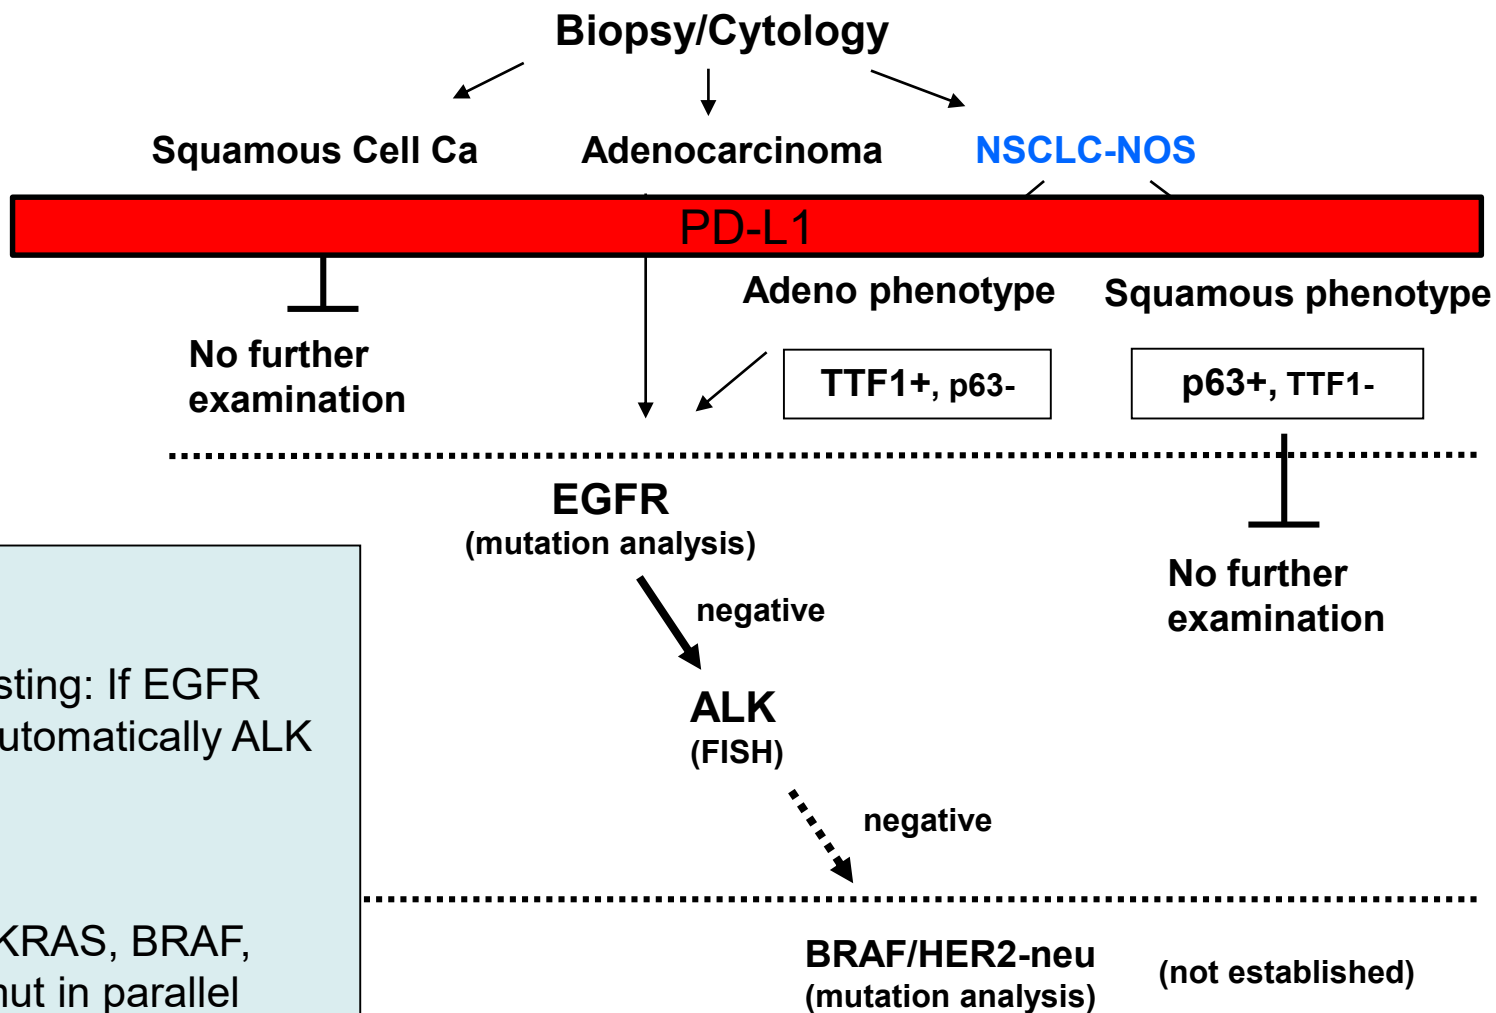 Biopsy/Cytology
Squamous Cell Ca
Adenocarcinoma
NSCLC-NOS
PD-L1
Adeno phenotype
Squamous phenotype
No further
examination
TTF1+, p63-
p63+, TTF1-
EGFR
(mutation analysis)
negative
No further
examination
sting: If EGFR
utomatically ALK
ALK
(FISH)
negative
KRAS, BRAF,
nut in parallel
BRAF/HER2-neu
(mutation analysis)
(not established)